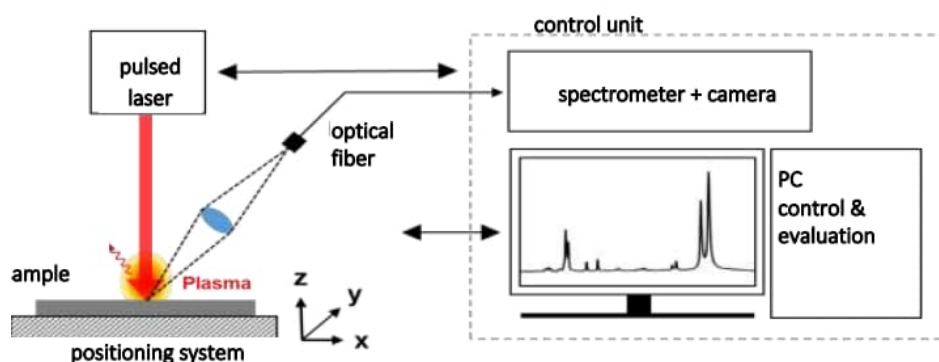 control unit
pulsed
laser
spectrometer + camera
optical
fiber
PC
control &
evaluation
ample
Plasma
z
y
x
positioning system